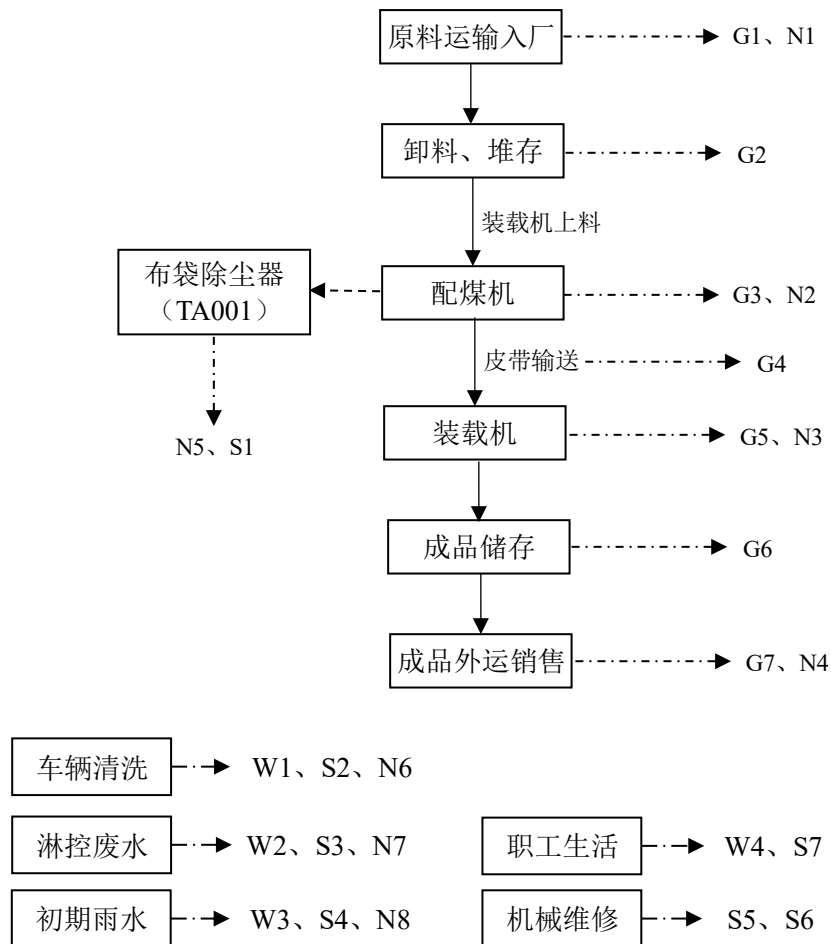 原料运输入厂
G1、N1
卸料、堆存
G2
装载机上料
布袋除尘器
（TA001）
配煤机
G3、N2
皮带输送
G4
N5、S1
装载机
G5、N3
成品储存
G6
成品外运销售
G7、N4
车辆清洗
W1、S2、N6
淋控废水
W2、S3、N7
职工生活
W4、S7
初期雨水
W3、S4、N8
机械维修
S5、S6